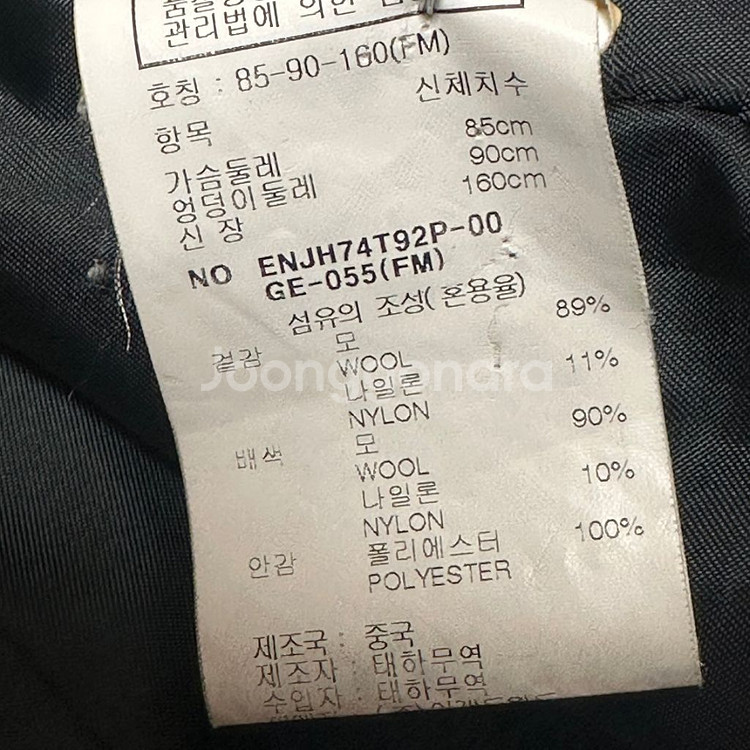 관리법에 의한
호칭 : 85-90-160(FM)
항목 신체치수
가슴둘레 85cm
엉덩이둘레 90cm
신 장 160cm
NO ENJH74T92P-00
GE-055(FM)
섬유의 조성(혼용율)
겉감 모 89%
WOOL
나일론 11%
NYLON
배색 모 90%
WOOL
나일론 10%
NYLON
안감 폴리에스터 100%
POLYESTER
제조국 : 중국
제조자 : 태하무역
수입자 : 태하무역
Joongonara